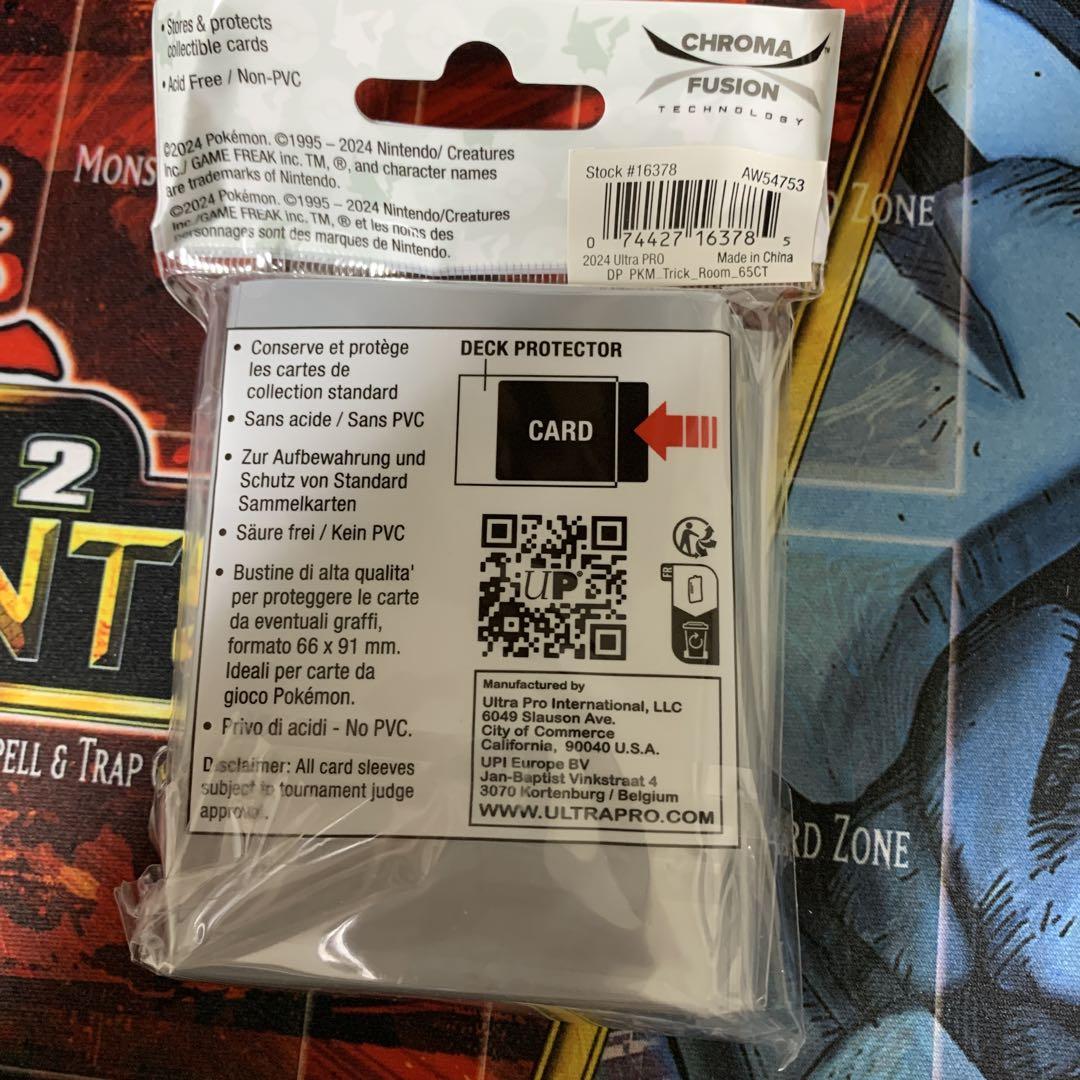 • Stores & protects
collectible cards
• Acid Free / Non-PVC
©2024 Pokémon. ©1995 – 2024 Nintendo/ Creatures
Inc./ GAME FREAK inc. TM, ®, and character names
are trademarks of Nintendo.
©2024 Pokémon. ©1995 – 2024 Nintendo/Creatures
Inc./GAME FREAK inc. TM, ® et les noms des
personnages sont des marques de Nintendo.
CHROMA
FUSION
TECHNOLOGY
Stock #16378
AW54753
0 74427 16378 5
2024 Ultra PRO Made in China
DP_PKM_Trick_Room_65CT
• Conserve et protège
les cartes de
collection standard
• Sans acide / Sans PVC
• Zur Aufbewahrung und
Schutz von Standard
Sammelkarten
• Säure frei / Kein PVC
• Bustine di alta qualita'
per proteggere le carte
da eventuali graffi,
formato 66 x 91 mm.
Ideali per carte da
gioco Pokémon.
• Privo di acidi - No PVC.
Disclaimer: All card sleeves
subject to tournament judge
approval.
DECK PROTECTOR
CARD
UP
FR
Manufactured by
Ultra Pro International, LLC
6049 Slauson Ave.
City of Commerce
California, 90040 U.S.A.
UPI Europe BV
Jan-Baptist Vinkstraat 4
3070 Kortenburg / Belgium
WWW.ULTRAPRO.COM
MONS
ZONE
2
NT
PELL & TRAP
RD ZONE